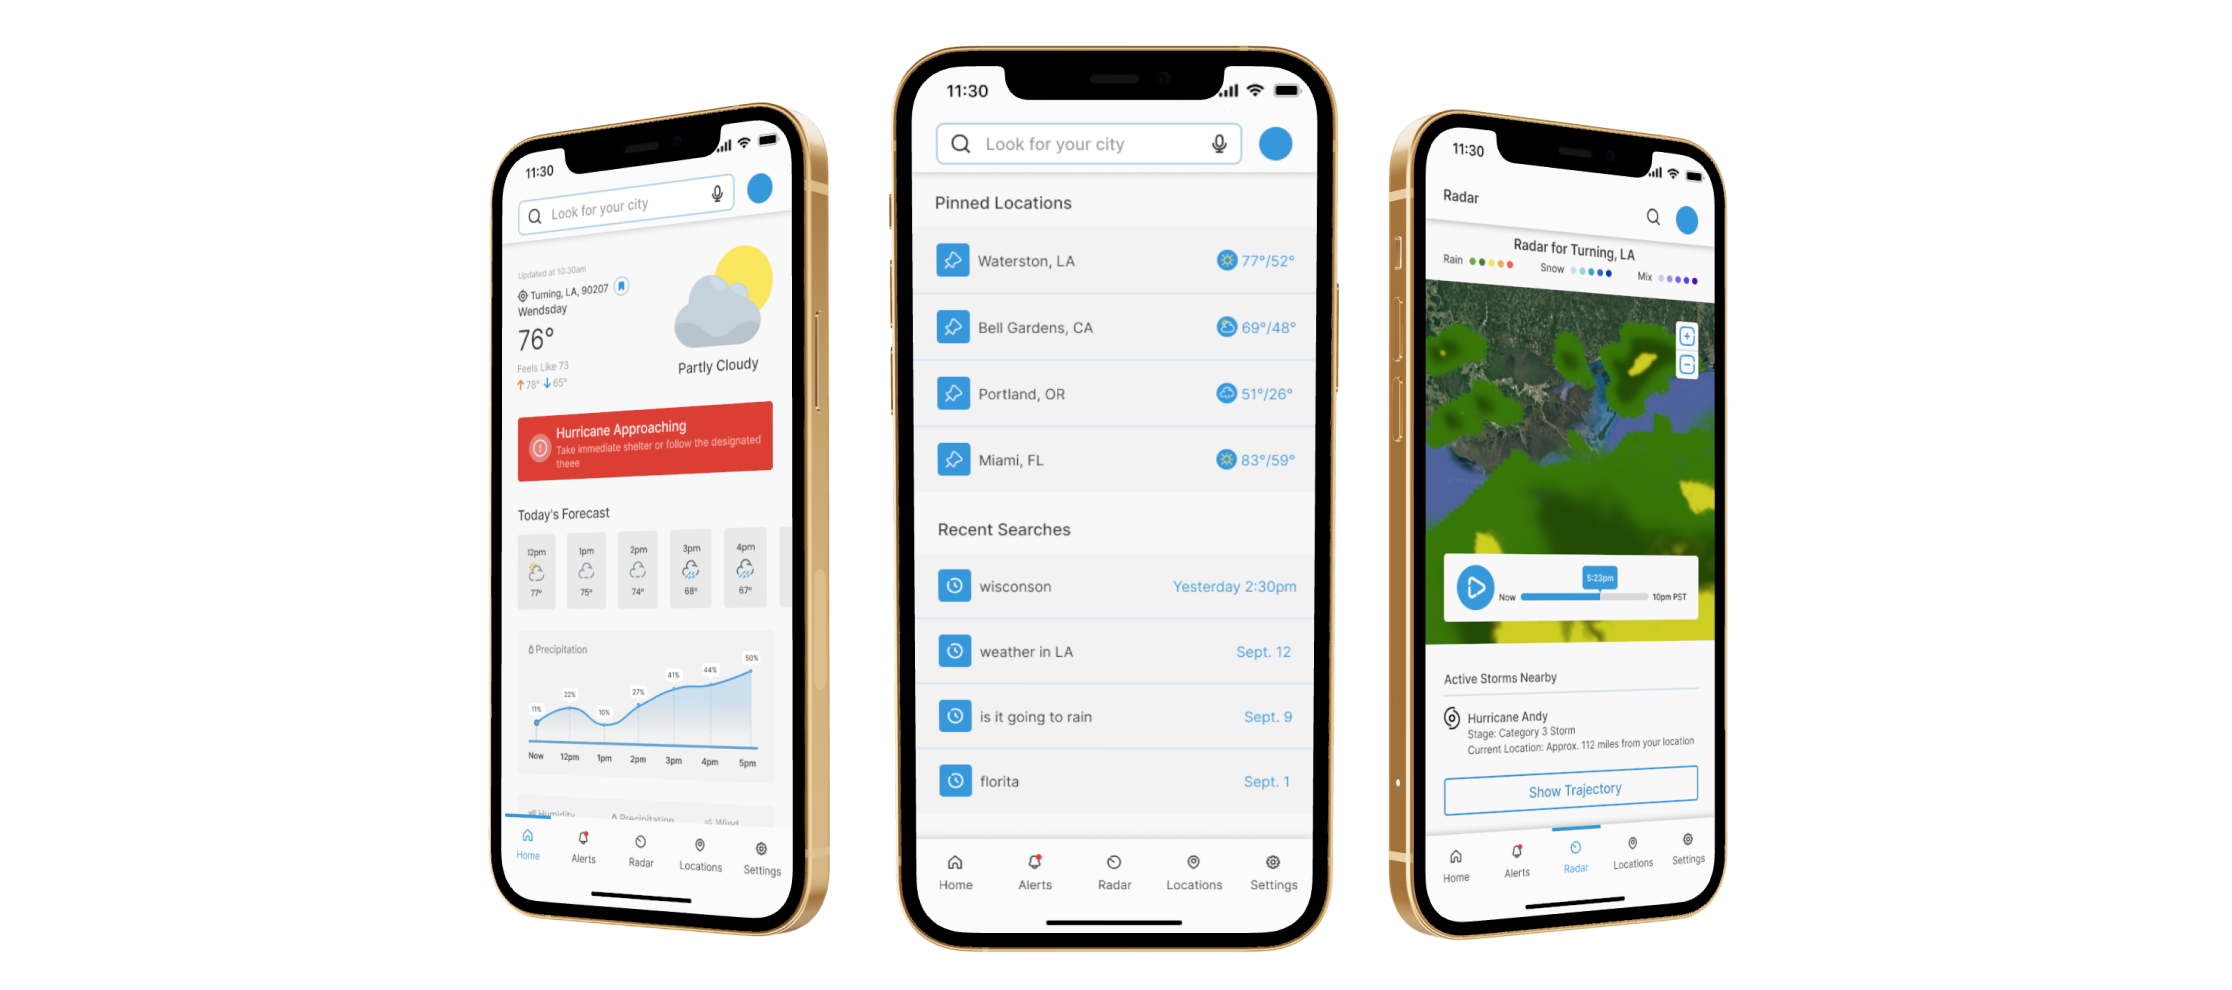 11:30
Look for your city
Updated at 10:30am
Turning, LA, 90207
Wendsday
76°
Feels Like 73
78° 65°
Partly Cloudy
Hurricane Approaching
Take immediate shelter or follow the designated
theee
Today's Forecast
12pm 1pm 2pm 3pm 4pm
77° 75° 74° 68° 67°
Precipitation
11% 22% 10% 27% 41% 44% 50%
Now 12pm 1pm 2pm 3pm 4pm 5pm
Humidity Precipitation Wind
Home Alerts Radar Locations Settings
11:30
Look for your city
Pinned Locations
Waterston, LA 77°/52°
Bell Gardens, CA 69°/48°
Portland, OR 51°/26°
Miami, FL 83°/59°
Recent Searches
wisconson Yesterday 2:30pm
weather in LA Sept. 12
is it going to rain Sept. 9
florita Sept. 1
Home Alerts Radar Locations Settings
11:30
Radar
Radar for Turning, LA
Rain Snow Mix
5:23pm
Now 10pm PST
Active Storms Nearby
Hurricane Andy
Stage: Category 3 Storm
Current Location: Approx. 112 miles from your location
Show Trajectory
Home Alerts Radar Locations Settings